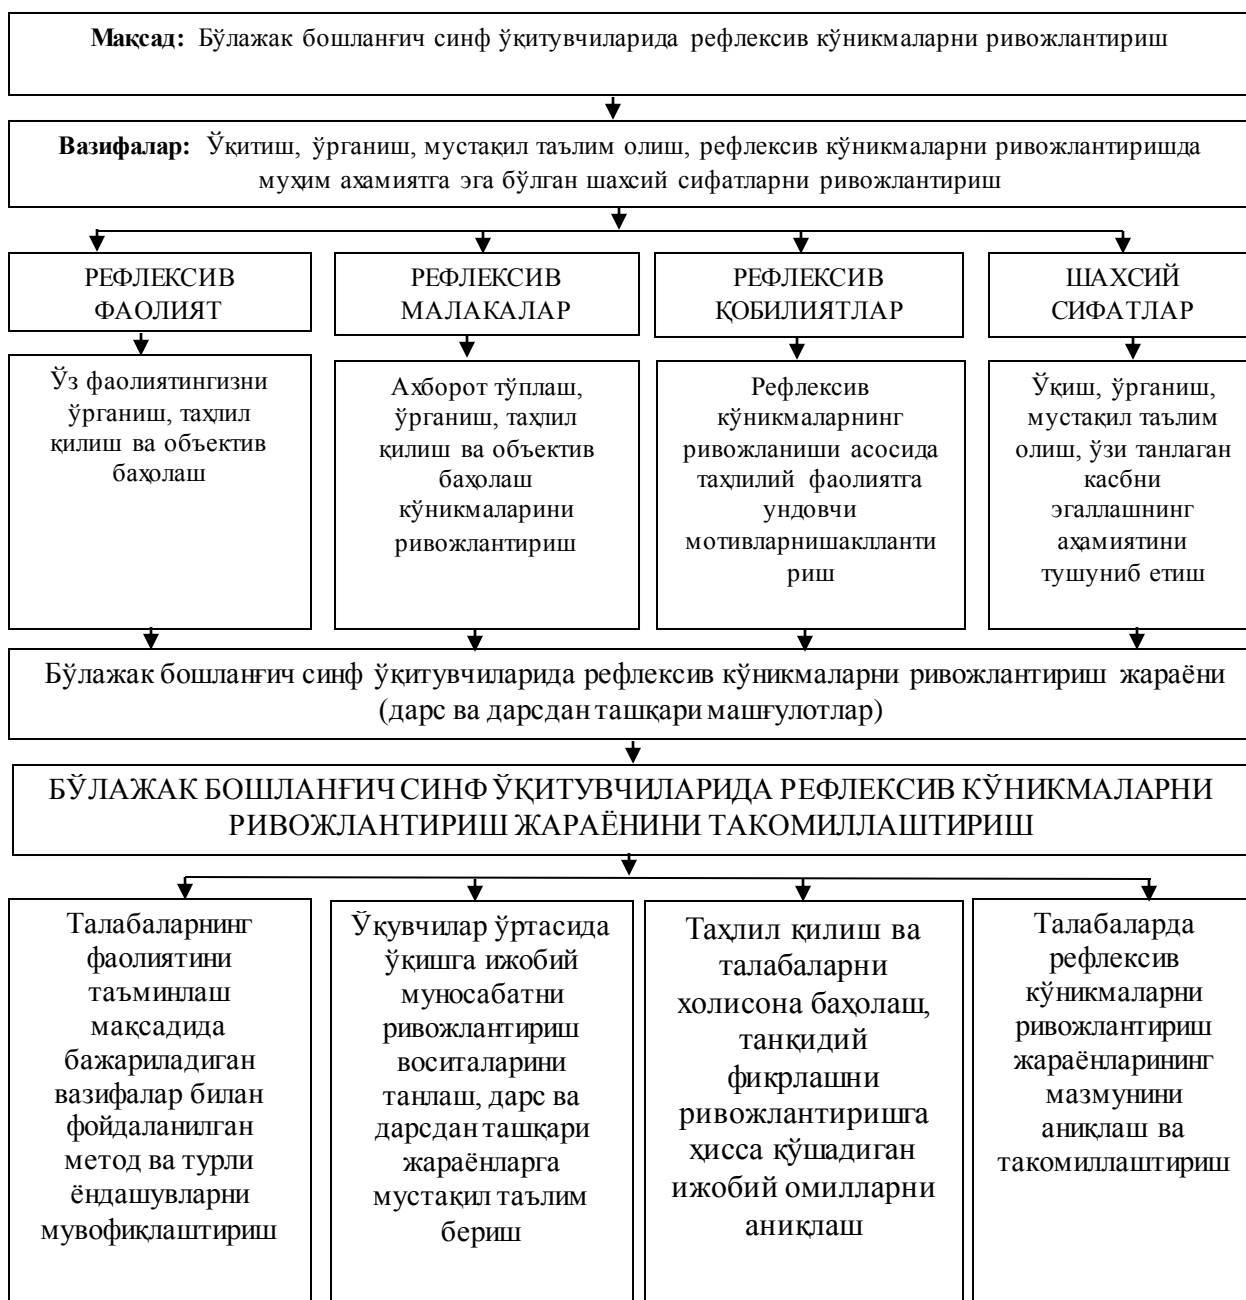 Мақсад: Бўлажак бошланғич синф ўқитувчиларида рефлексив кўникмаларни ривожлантириш
Вазифалар: Ўқитиш, ўрганиш, мустақил таълим олиш, рефлексив кўникмаларни ривожлантиришда
муҳим аҳамиятга эга бўлган шахсий сифатларни ривожлантириш
РЕФЛЕКСИВ
ФАОЛИЯТ
РЕФЛЕКСИВ
МАЛАКАЛАР
РЕФЛЕКСИВ
ҚОБИЛИЯТЛАР
ШАХСИЙ
СИФАТЛАР
Ўз фаолиятингизни
ўрганиш, таҳлил
қилиш ва объектив
баҳолаш
Ахборот тўплаш,
ўрганиш, таҳлил
қилиш ва объектив
баҳолаш
кўникмаларини
ривожлантириш
Рефлексив
кўникмаларнинг
ривожланиши асосида
таҳлилий фаолиятга
ундовчи
мотивларнишаклланти
риш
Ўқиш, ўрганиш,
мустақил таълим
олиш, ўзи танлаган
касбни
эгаллашнинг
аҳамиятини
тушуниб етиш
Бўлажак бошланғич синф ўқитувчиларида рефлексив кўникмаларни ривожлантириш жараёни
(дарс ва дарсдан ташқари машғулотлар)
БЎЛАЖАК БОШЛАНҒИЧ СИНФ ЎҚИТУВЧИЛАРИДА РЕФЛЕКСИВ КЎНИКМАЛАРНИ
РИВОЖЛАНТИРИШ ЖАРАЁНИНИ ТАКОМИЛЛАШТИРИШ
Талабаларнинг
фаолиятини
таъминлаш
мақсадида
бажариладиган
вазифалар билан
фойдаланилган
метод ва турли
ёндашувларни
мувофиқлаштириш
Ўқувчилар ўртасида
ўқишга ижобий
муносабатни
ривожлантириш
воситаларини
танлаш, дарс ва
дарсдан ташқари
жараёнларга
мустақил таълим
бериш
Таҳлил қилиш ва
талабаларни
холисона баҳолаш,
танқидий
фикрлашни
ривожлантиришга
ҳисса қўшадиган
ижобий омилларни
аниқлаш
Талабаларда
рефлексив
кўникмаларни
ривожлантириш
жараёнларининг
мазмунини
аниқлаш ва
такомиллаштириш